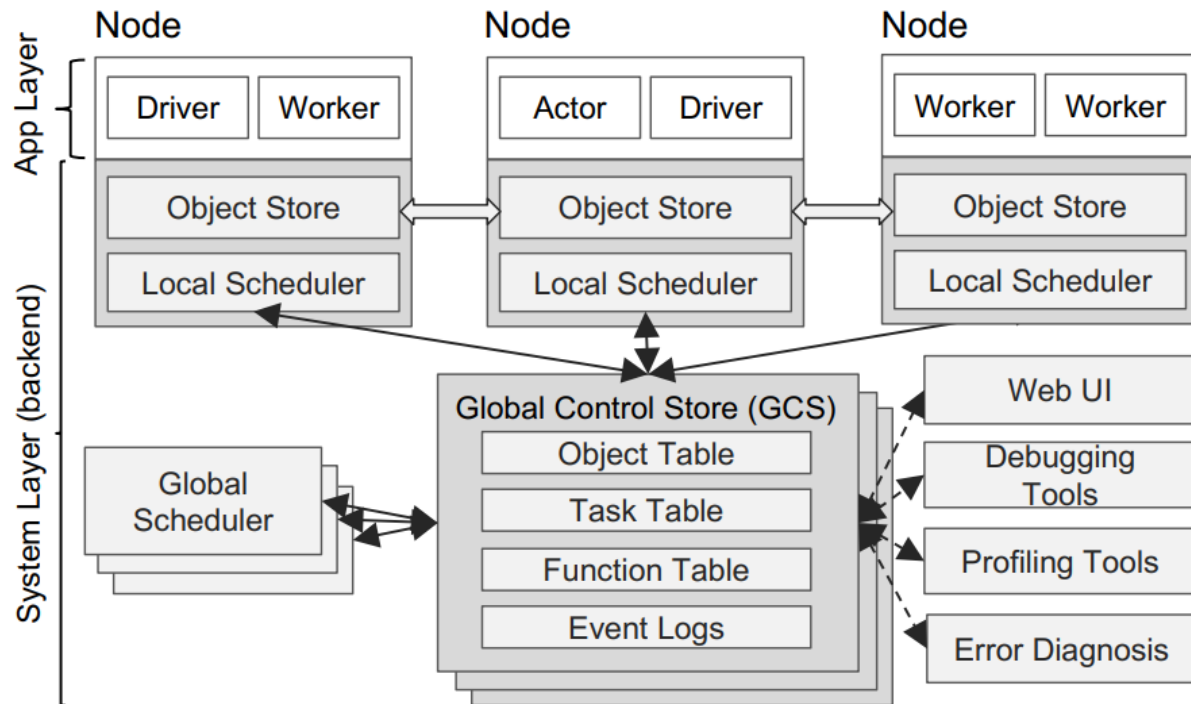 Node
Node
Node
App Layer
Driver
Worker
Actor
Driver
Worker
Worker
System Layer (backend)
Object Store
Object Store
Object Store
Local Scheduler
Local Scheduler
Local Scheduler
Global
Scheduler
Global Control Store (GCS)
Object Table
Task Table
Function Table
Event Logs
Web UI
Debugging
Tools
Profiling Tools
Error Diagnosis